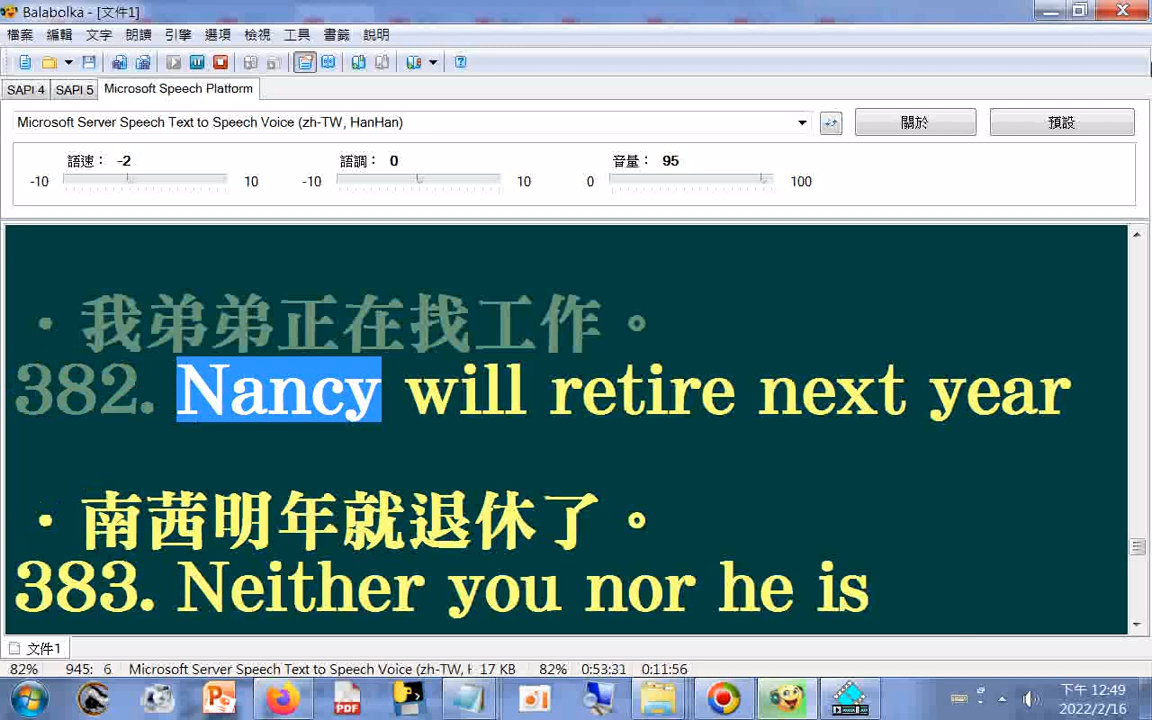 Balabolka - [文件1]
檔案 編輯 文字 朗讀 引擎 選項 檢視 工具 書籤 說明
SAPI 4 SAPI 5 Microsoft Speech Platform
Microsoft Server Speech Text to Speech Voice (zh-TW, HanHan) 關於 預設
語速： -2 語調： 0 音量： 95
-10 10 -10 10 0 100
．我弟弟正在找工作。
382. Nancy will retire next year
．南茜明年就退休了。
383. Neither you nor he is
文件1
82% 945: 6 Microsoft Server Speech Text to Speech Voice (zh-TW, H 17 KB 82% 0:53:31 0:11:56
下午 12:49
2022/2/16